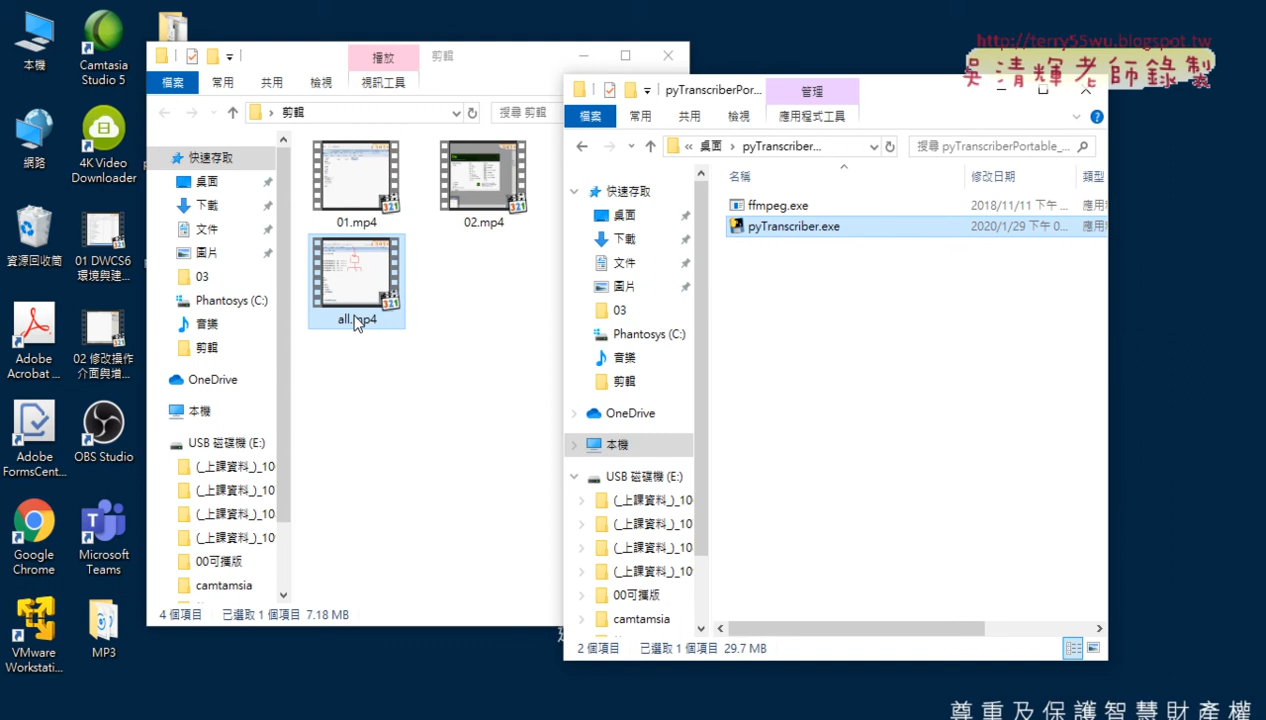 http://terry55wu.blogspot.tw
吳清輝老師錄製
本機
Camtasia
Studio 5
網路
4K Video
Downloader
資源回收筒
01 DWCS6
環境與建...
Adobe
Acrobat ...
02 修改操作
介面與增...
Adobe
FormsCent...
OBS Studio
Google
Chrome
Microsoft
Teams
VMware
Workstati...
MP3
播放
剪輯
檔案
常用
共用
檢視
視訊工具
剪輯
搜尋 剪輯
快速存取
桌面
下載
文件
圖片
03
Phantosys (C:)
音樂
剪輯
OneDrive
本機
USB 磁碟機 (E:)
(_上課資料_)_10
(_上課資料_)_10
(_上課資料_)_10
(_上課資料_)_10
00可攜版
camtamsia
01.mp4
02.mp4
all.mp4
4 個項目
已選取 1 個項目 7.18 MB
pyTranscriberPor...
管理
檔案
常用
共用
檢視
應用程式工具
« 桌面 › pyTranscriber...
搜尋 pyTranscriberPortable_...
快速存取
桌面
下載
文件
圖片
03
Phantosys (C:)
音樂
剪輯
OneDrive
本機
USB 磁碟機 (E:)
(_上課資料_)_10
(_上課資料_)_10
(_上課資料_)_10
(_上課資料_)_10
00可攜版
camtamsia
名稱
修改日期
類型
ffmpeg.exe
2018/11/11 下午 ...
應用
pyTranscriber.exe
2020/1/29 下午 0...
應用
2 個項目
已選取 1 個項目 29.7 MB
尊重及保護智慧財產權